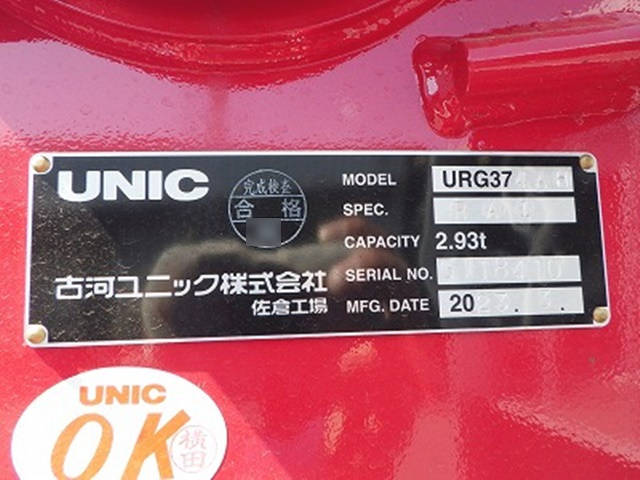 UNIC
完成検査
合格
古河ユニック株式会社
佐倉工場
MODEL URG37
SPEC.
CAPACITY 2.93t
SERIAL NO.
MFG. DATE 20
UNIC
OK
横田